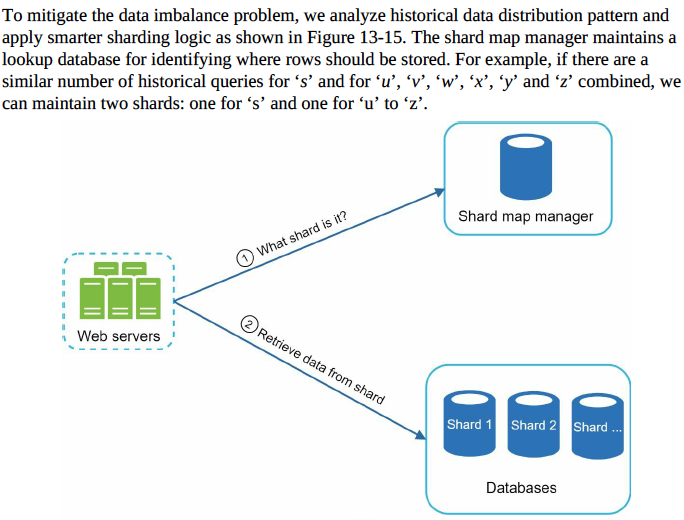 To mitigate the data imbalance problem, we analyze historical data distribution pattern and
apply smarter sharding logic as shown in Figure 13-15. The shard map manager maintains a
lookup database for identifying where rows should be stored. For example, if there are a
similar number of historical queries for ‘s’ and for ‘u’, ‘v’, ‘w’, ‘x’, ‘y’ and ‘z’ combined, we
can maintain two shards: one for ‘s’ and one for ‘u’ to ‘z’.
Shard map manager
1 What shard is it?
Web servers
2 Retrieve data from shard
Shard 1
Shard 2
Shard ...
Databases